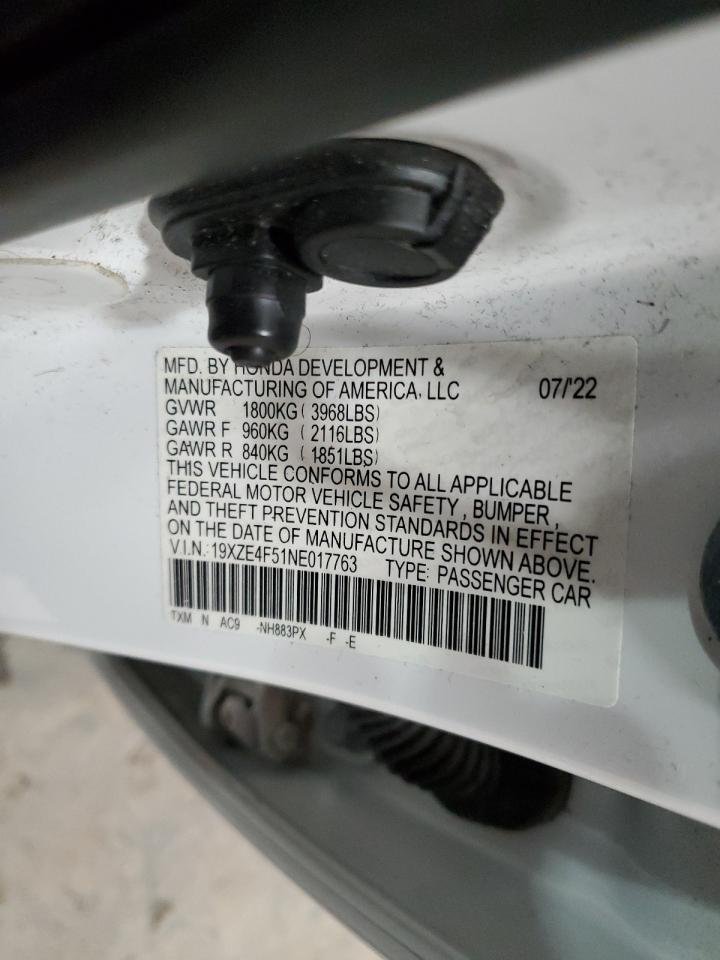 MFD. BY HONDA DEVELOPMENT &
MANUFACTURING OF AMERICA, LLC 07/'22
GVWR 1800KG ( 3968LBS)
GAWR F 960KG ( 2116LBS)
GAWR R 840KG ( 1851LBS)
THIS VEHICLE CONFORMS TO ALL APPLICABLE
FEDERAL MOTOR VEHICLE SAFETY , BUMPER ,
AND THEFT PREVENTION STANDARDS IN EFFECT
ON THE DATE OF MANUFACTURE SHOWN ABOVE.
V.I.N.: 19XZE4F51NE017763 TYPE: PASSENGER CAR
TXM N AC9 -NH883PX -F -E